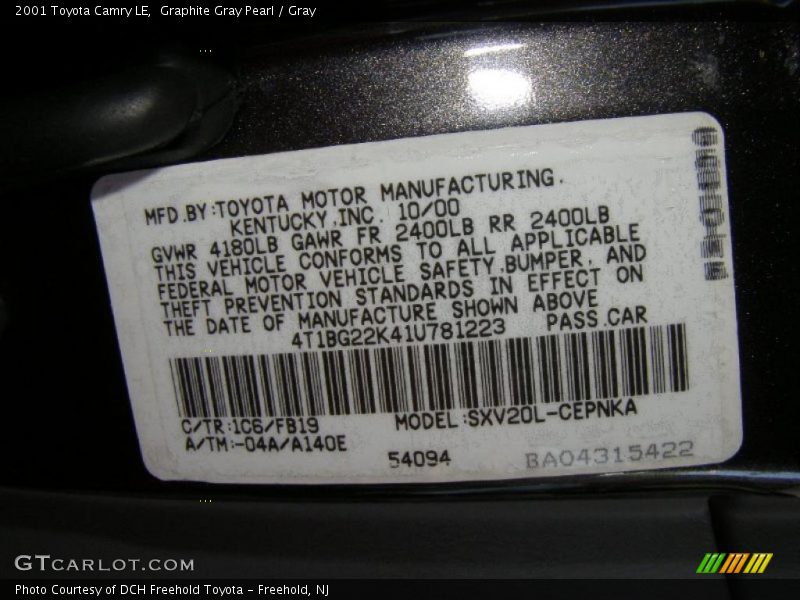 2001 Toyota Camry LE,  Graphite Gray Pearl / Gray
MFD.BY:TOYOTA MOTOR MANUFACTURING.
KENTUCKY,INC. 10/00
GVWR 4180LB GAWR FR 2400LB RR 2400LB
THIS VEHICLE CONFORMS TO ALL APPLICABLE
FEDERAL MOTOR VEHICLE SAFETY,BUMPER, AND
THEFT PREVENTION STANDARDS IN EFFECT ON
THE DATE OF MANUFACTURE SHOWN ABOVE
4T1BG22K41U781223 PASS.CAR
C/TR:1C6/FB19 MODEL:SXV20L-CEPNKA
A/TM:-04A/A140E
54094 BA04315422
GTCARLOT.COM
Photo Courtesy of DCH Freehold Toyota - Freehold, NJ